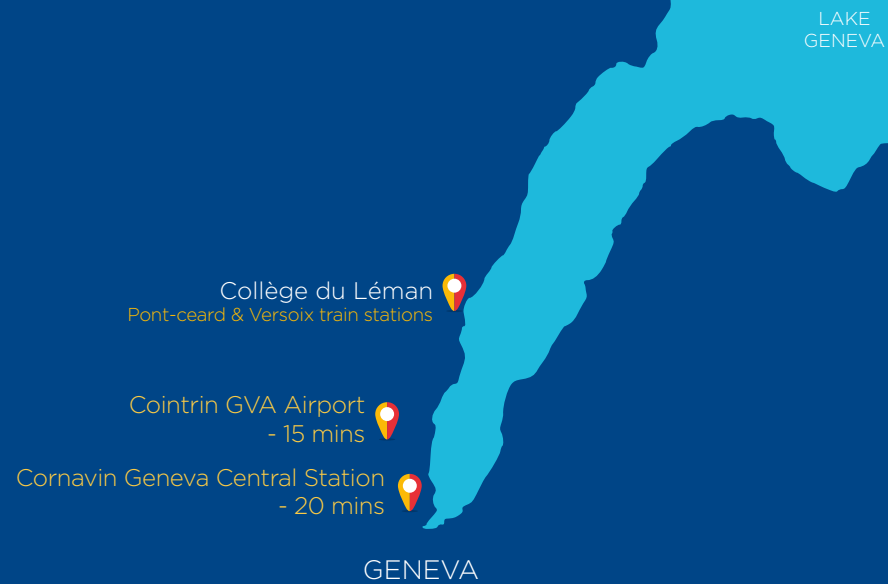 LAKE
GENEVA
Collège du Léman
Pont-ceard & Versoix train stations
Cointrin GVA Airport
- 15 mins
Cornavin Geneva Central Station
- 20 mins
GENEVA